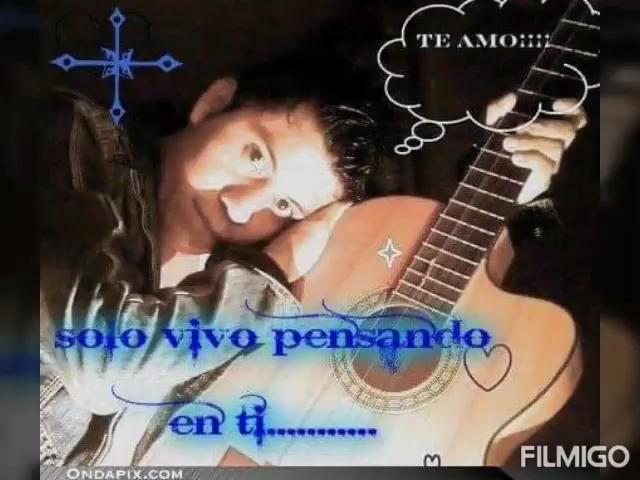 TE AMO¡¡¡¡
solo vivo pensando
en ti...........
ONDAPIX.COM
FILMIGO